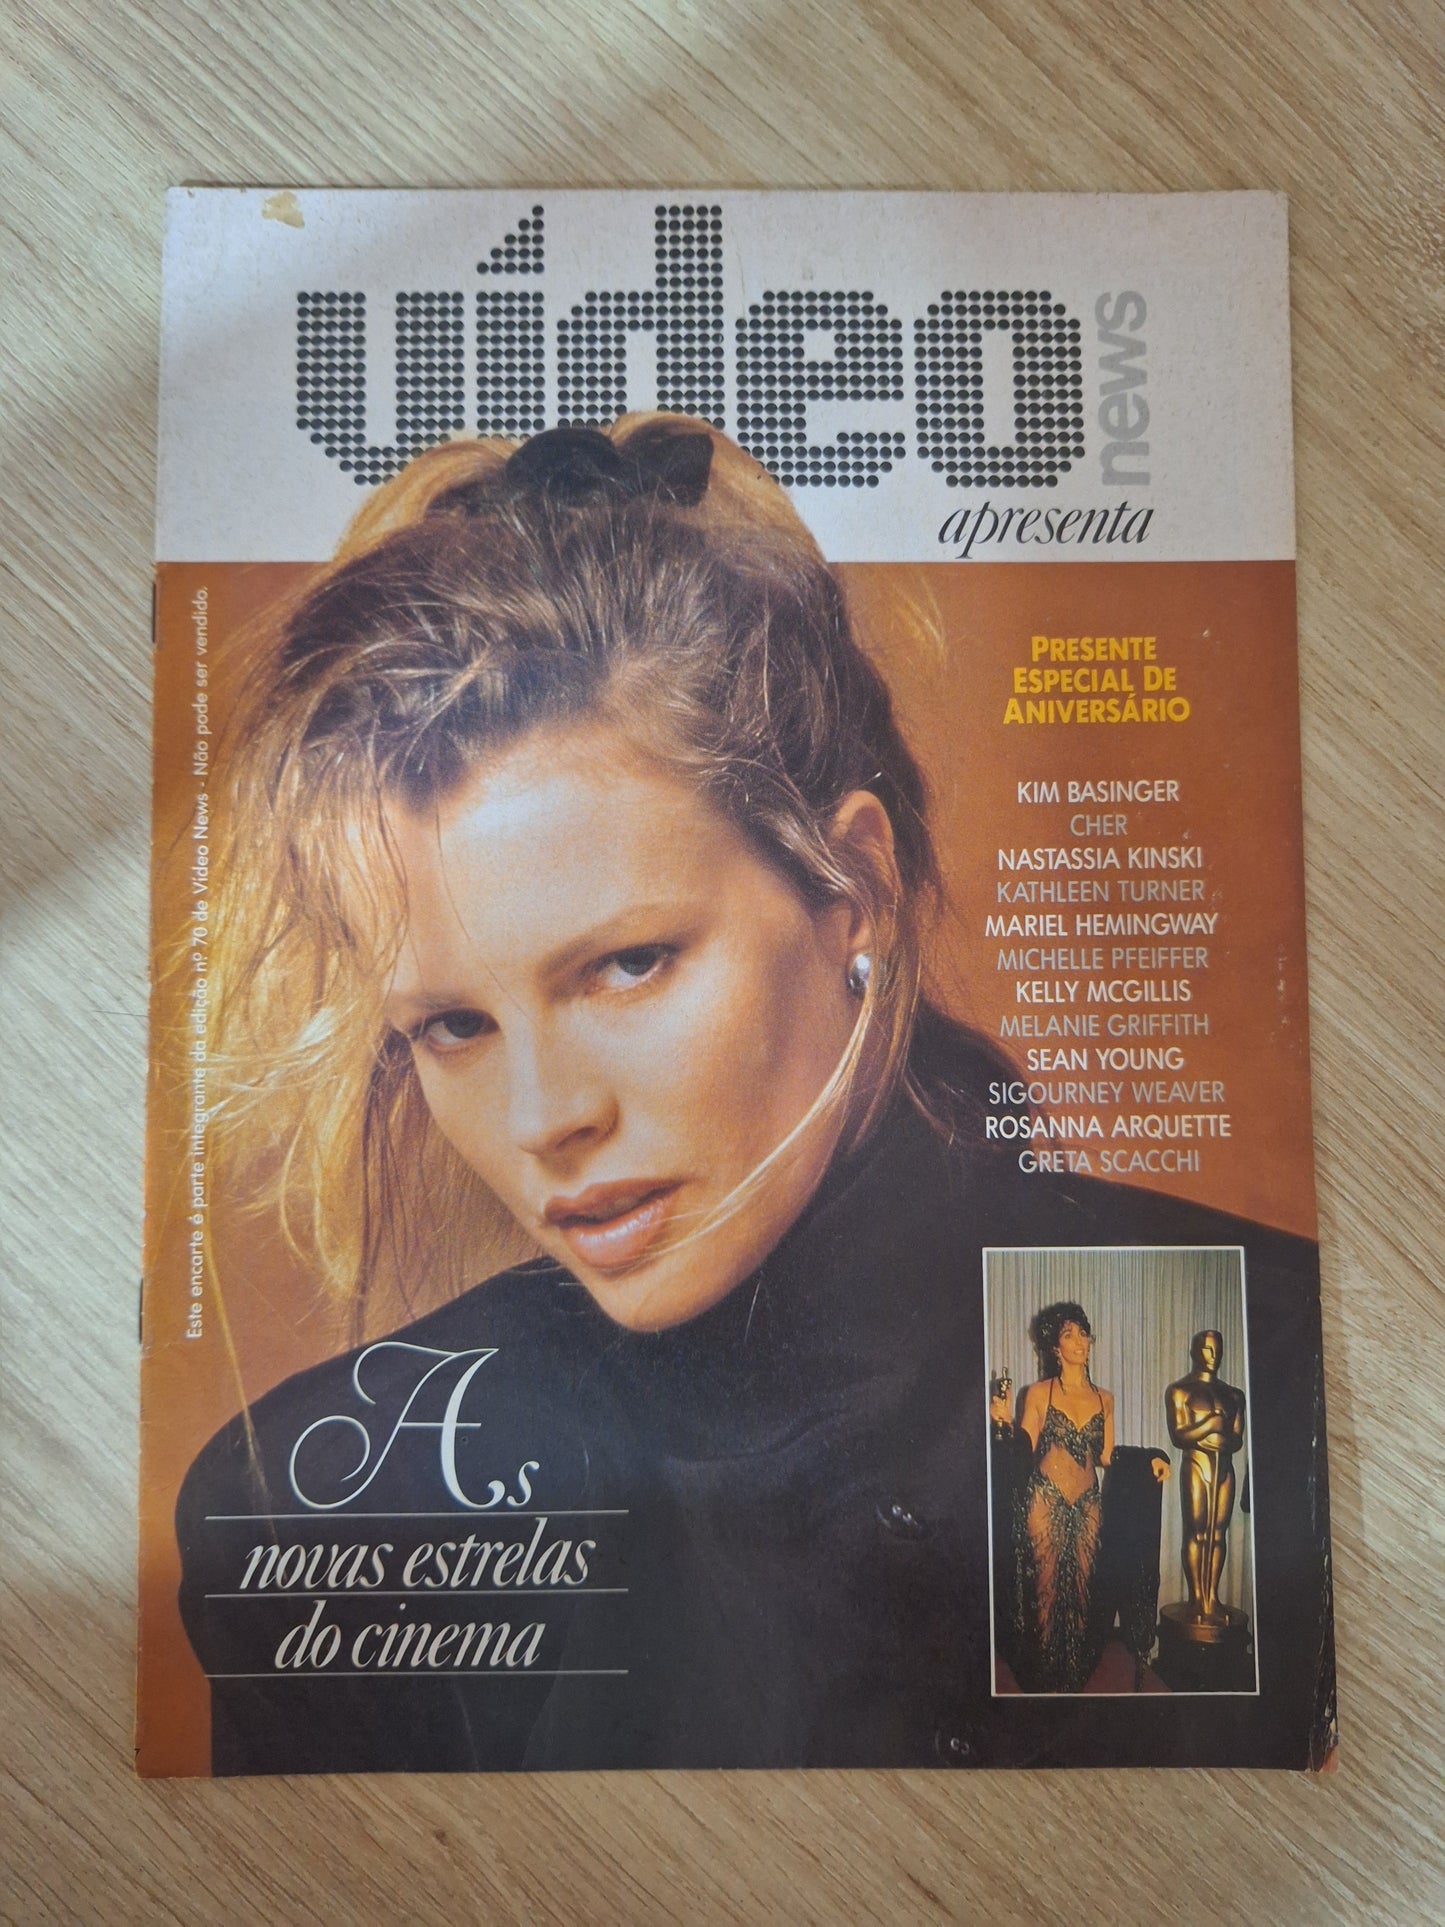 vídeo
news
apresenta
Este encarte é parte integrante da edição nº 70 de Vídeo News - Não pode ser vendido.
PRESENTE
ESPECIAL DE
ANIVERSÁRIO
KIM BASINGER
CHER
NASTASSIA KINSKI
KATHLEEN TURNER
MARIEL HEMINGWAY
MICHELLE PFEIFFER
KELLY MCGILLIS
MELANIE GRIFFITH
SEAN YOUNG
SIGOURNEY WEAVER
ROSANNA ARQUETTE
GRETA SCACCHI
As
novas estrelas
do cinema